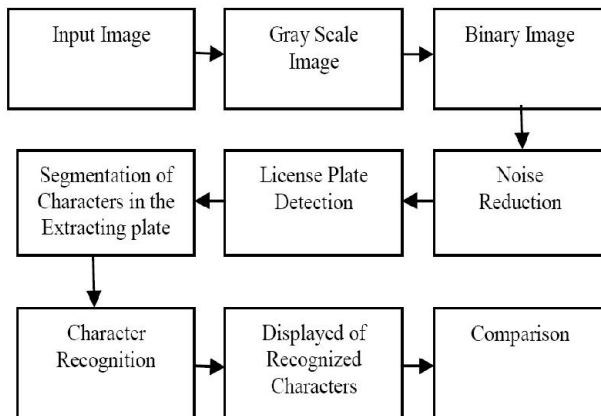 Input Image
Gray Scale
Image
Binary Image
Noise
Reduction
License Plate
Detection
Segmentation of
Characters in the
Extracting plate
Character
Recognition
Displayed of
Recognized
Characters
Comparison